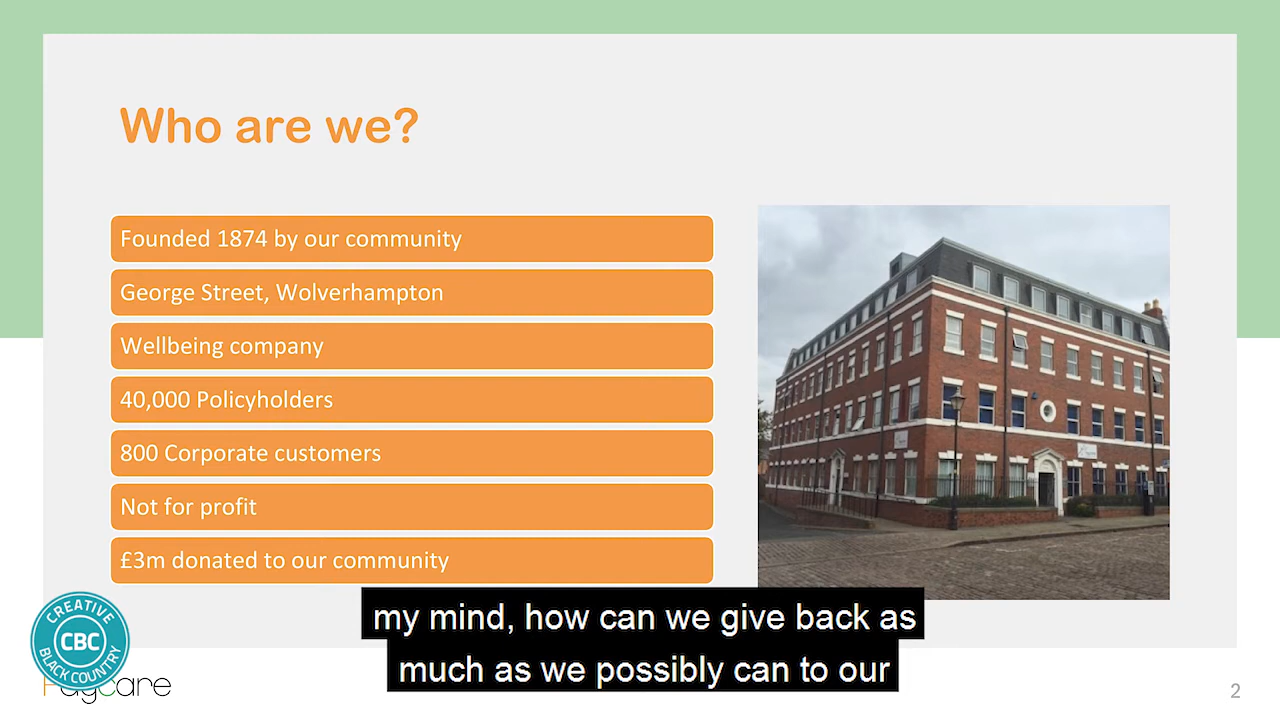 Who are we?
Founded 1874 by our community
George Street, Wolverhampton
Wellbeing company
40,000 Policyholders
800 Corporate customers
Not for profit
£3m donated to our community
my mind, how can we give back as
much as we possibly can to our
CREATIVE
CBC
BLACK COUNTRY
Paycare
2